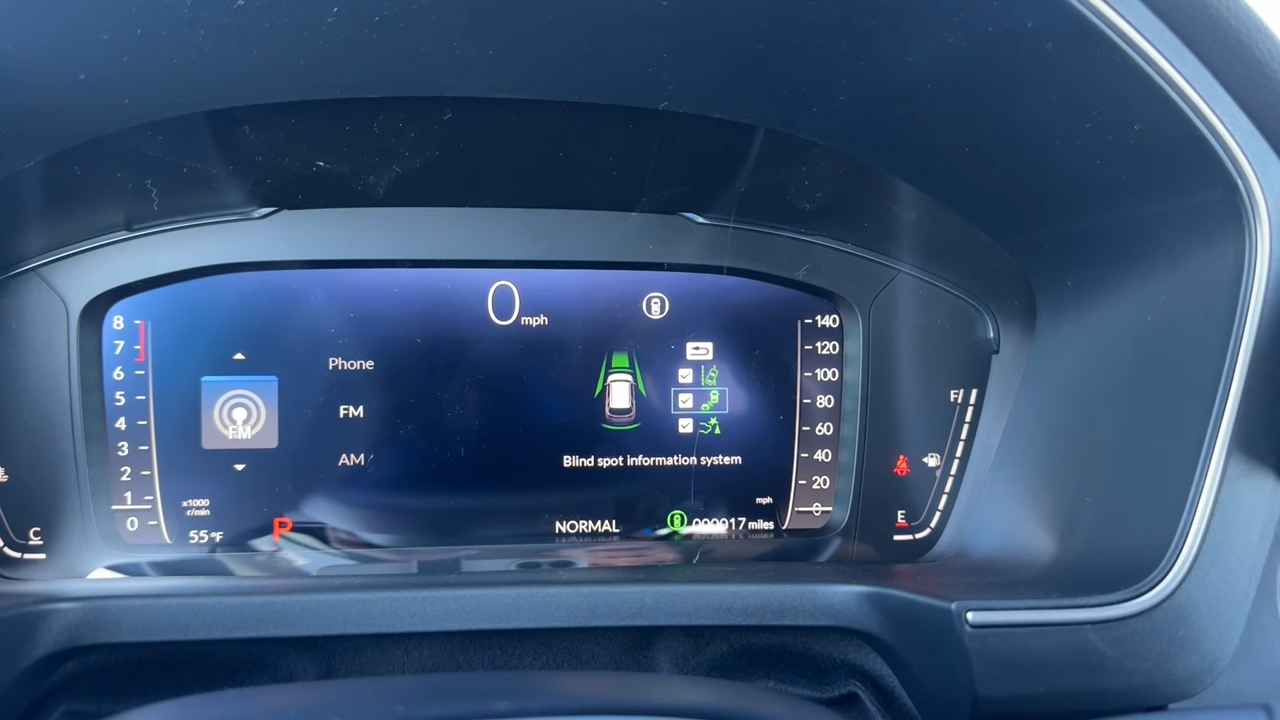 0 mph
8
7
6
5
4
3
2
1
0
x1000
r/min
55 °F
P
FM
Phone
FM
AM
Blind spot information system
NORMAL
000017 miles
140
120
100
80
60
40
20
0
mph
F
E
C